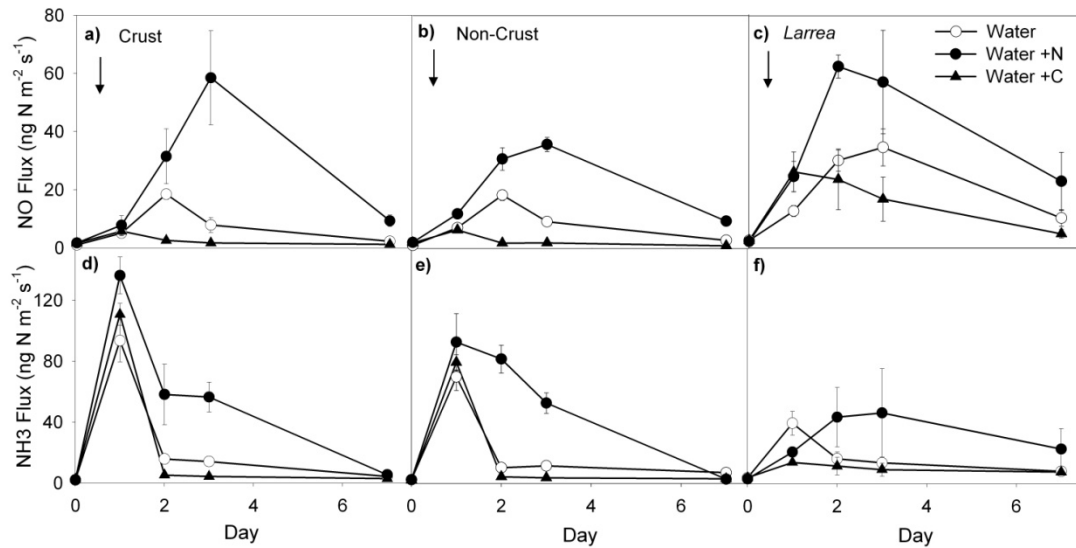 80
60
40
20
0
NO Flux (ng N m⁻² s⁻¹)
a) Crust
b) Non-Crust
c) Larrea
Water
Water +N
Water +C
120
80
40
0
NH3 Flux (ng N m⁻² s⁻¹)
d)
e)
f)
0 2 4 6
0 2 4 6
0 2 4 6
Day
Day
Day